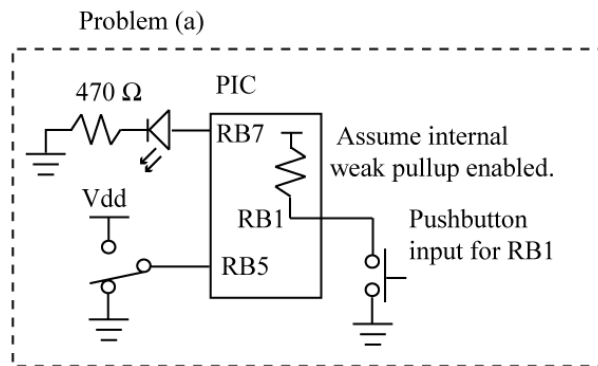 Problem (a)
470 Ω
PIC
RB7
Assume internal
weak pullup enabled.
Vdd
RB1
Pushbutton
input for RB1
RB5